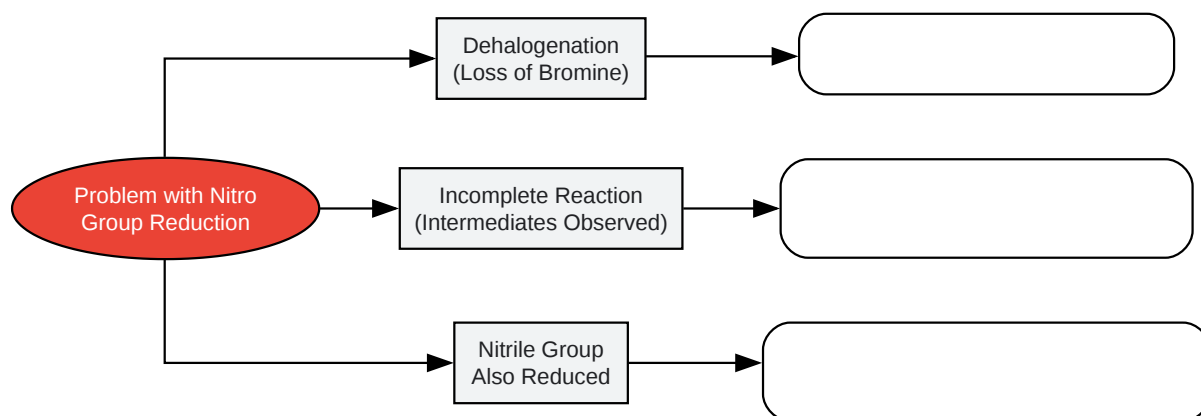 Dehalogenation
(Loss of Bromine)
Problem with Nitro
Group Reduction
Incomplete Reaction
(Intermediates Observed)
Nitrile Group
Also Reduced